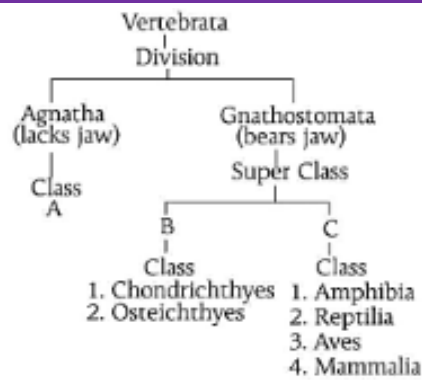 Vertebrata
Division
Agnatha
(lacks jaw)
Gnathostomata
(bears jaw)
Class
A
Super Class
B
C
Class
1. Chondrichthyes
2. Osteichthyes
Class
1. Amphibia
2. Reptilia
3. Aves
4. Mammalia